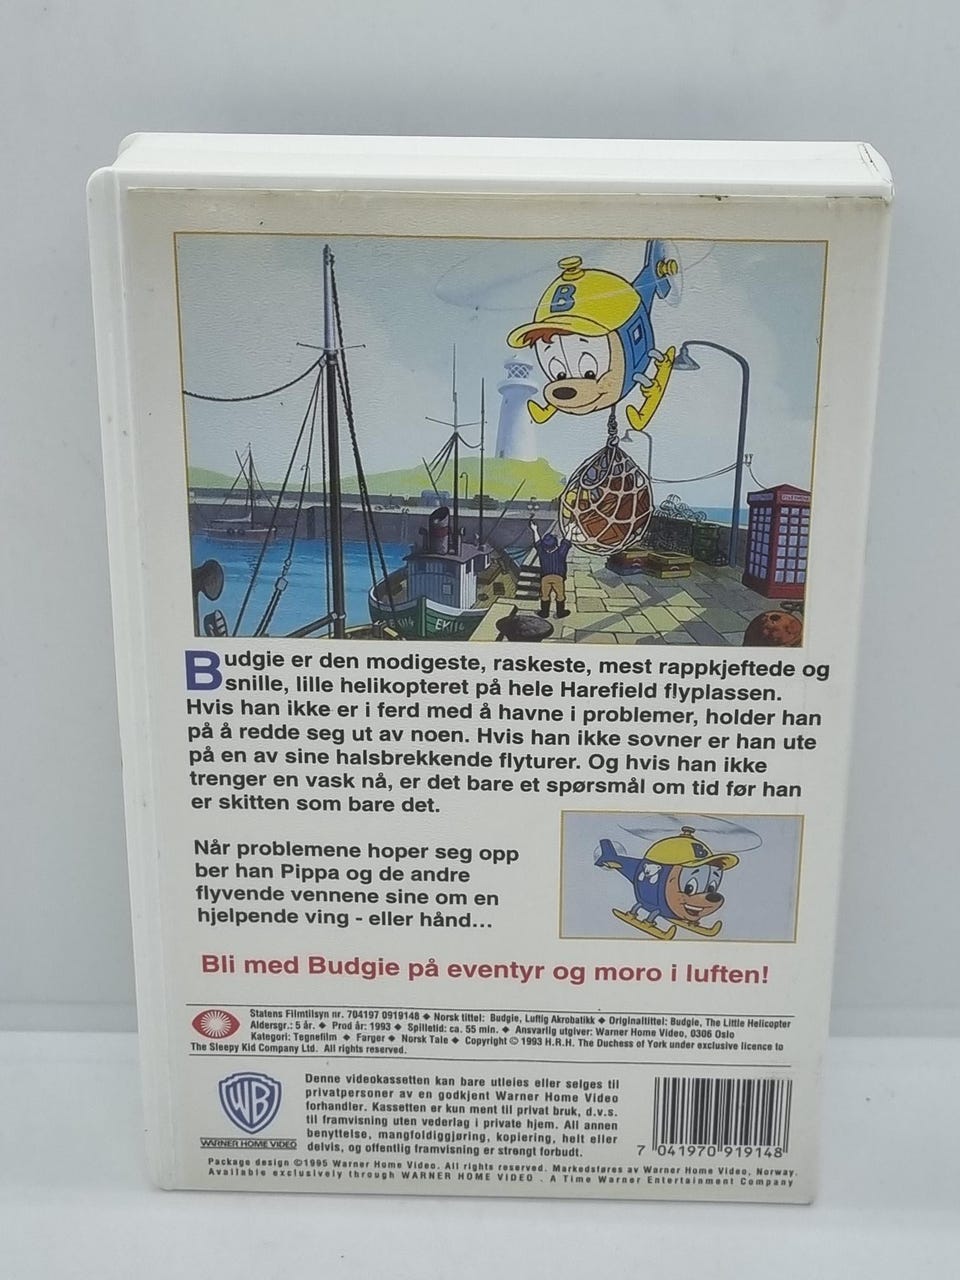 B
TELEPHONE
EK114
EK114
Budgie er den modigeste, raskeste, mest rappkjeftede og
snille, lille helikopteret på hele Harefield flyplassen.
Hvis han ikke er i ferd med å havne i problemer, holder han
på å redde seg ut av noen. Hvis han ikke sovner er han ute
på en av sine halsbrekkende flyturer. Og hvis han ikke
trenger en vask nå, er det bare et spørsmål om tid før han
er skitten som bare det.
Når problemene hoper seg opp
ber han Pippa og de andre
flyvende vennene sine om en
hjelpende ving - eller hånd...
B
Bli med Budgie på eventyr og moro i luften!
Statens Filmtilsyn nr. 704197 0919148 ◆ Norsk tittel: Budgie, Luftig Akrobatikk ◆ Originaltittel: Budgie, The Little Helicopter
Aldersgr.: 5 år. ◆ Prod år: 1993 ◆ Spilletid: ca. 55 min. ◆ Ansvarlig utgiver: Warner Home Video, 0306 Oslo
Kategori: Tegnefilm ◆ Farger ◆ Norsk Tale ◆ Copyright © 1993 H.R.H. The Duchess of York under exclusive licence to
The Sleepy Kid Company Ltd. All rights reserved.
WB
WARNER HOME VIDEO
Denne videokassetten kan bare utleies eller selges til
privatpersoner av en godkjent Warner Home Video
forhandler. Kassetten er kun ment til privat bruk, d.v.s.
til framvisning uten vederlag i private hjem. All annen
benyttelse, mangfoldiggjøring, kopiering, helt eller
delvis, og offentlig framvisning er strengt forbudt.
7 041970 919148
Package design ©1995 Warner Home Video. All rights reserved. Markedsføres av Warner Home Video, Norway.
Available exclusively through WARNER HOME VIDEO . A Time Warner Entertainment Company